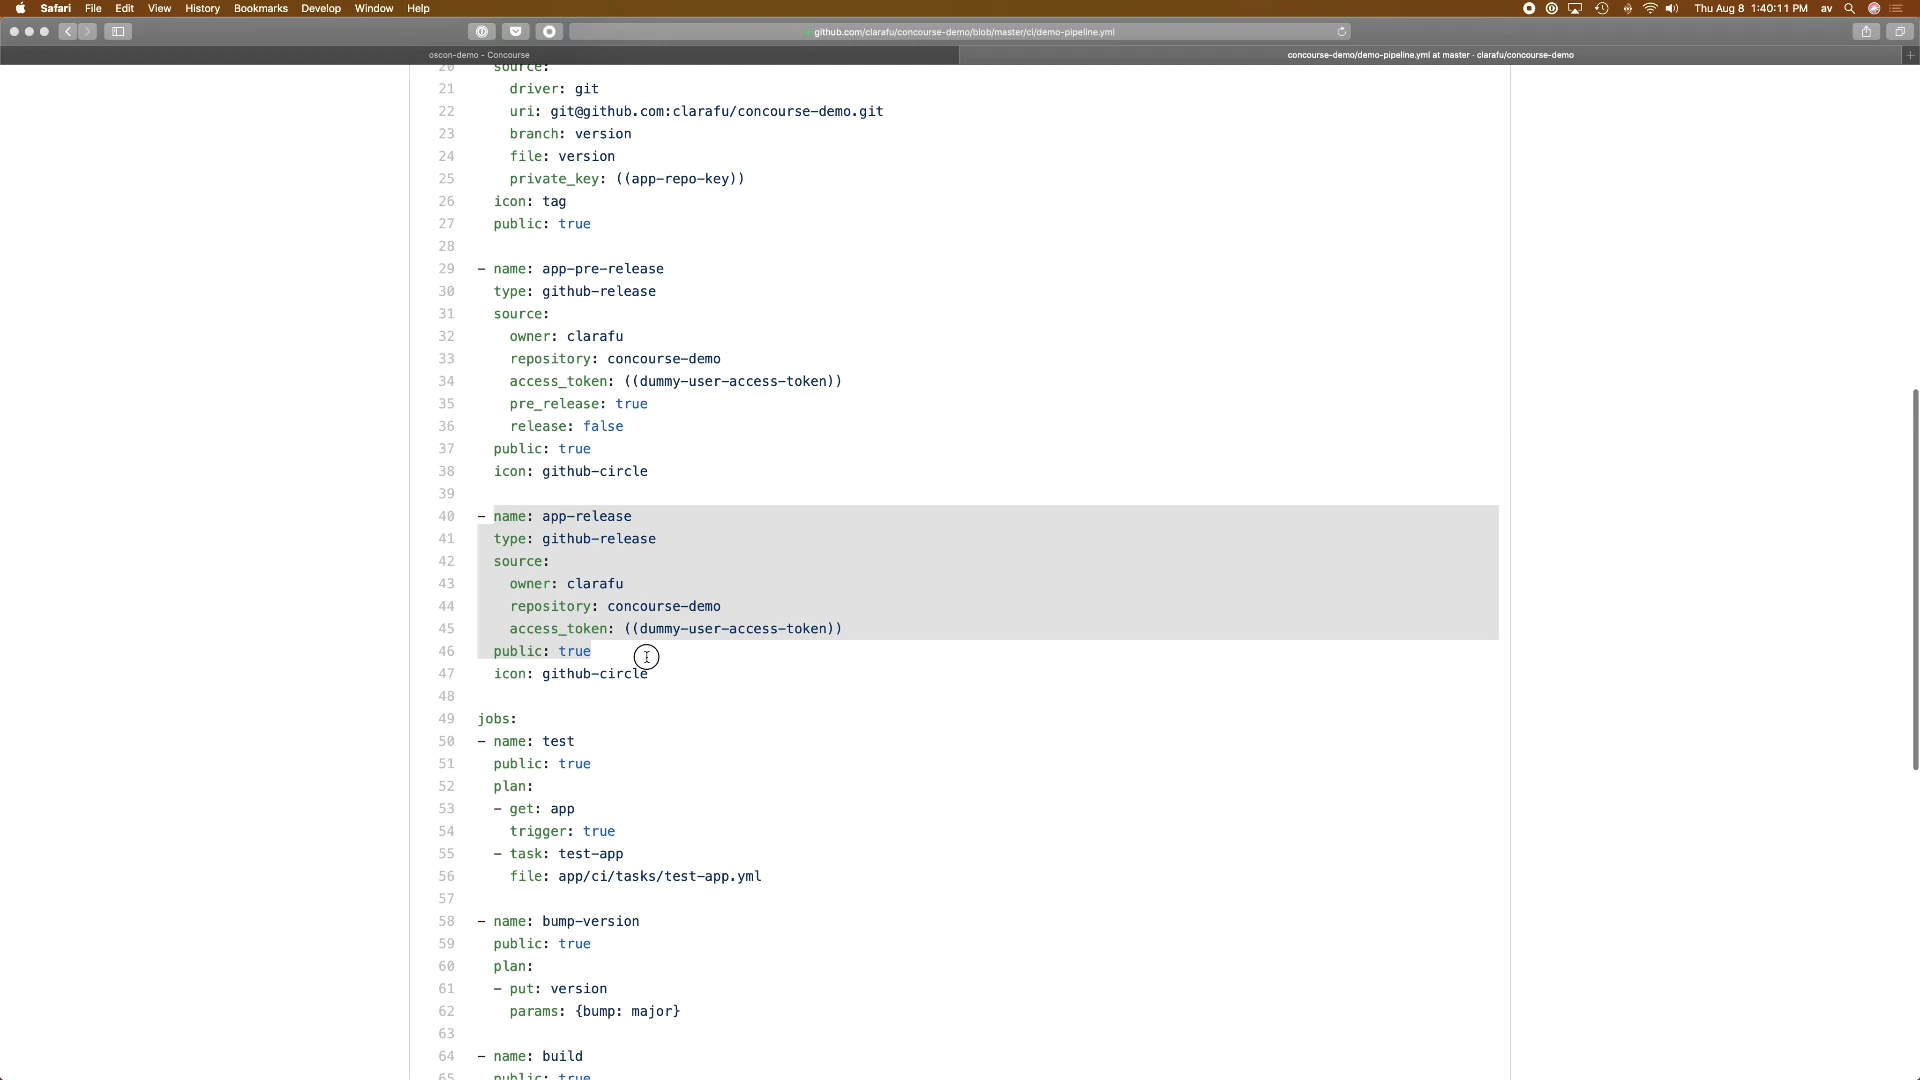 Safari File Edit View History Bookmarks Develop Window Help
Thu Aug 8 1:40:11 PM av
github.com/clarafu/concourse-demo/blob/master/ci/demo-pipeline.yml
oscon-demo - Concourse
concourse-demo/demo-pipeline.yml at master · clarafu/concourse-demo
20 source:
21 driver: git
22 uri: git@github.com:clarafu/concourse-demo.git
23 branch: version
24 file: version
25 private_key: ((app-repo-key))
26 icon: tag
27 public: true
28
29 - name: app-pre-release
30 type: github-release
31 source:
32 owner: clarafu
33 repository: concourse-demo
34 access_token: ((dummy-user-access-token))
35 pre_release: true
36 release: false
37 public: true
38 icon: github-circle
39
40 - name: app-release
41 type: github-release
42 source:
43 owner: clarafu
44 repository: concourse-demo
45 access_token: ((dummy-user-access-token))
46 public: true
47 icon: github-circle
48
49 jobs:
50 - name: test
51 public: true
52 plan:
53 - get: app
54 trigger: true
55 - task: test-app
56 file: app/ci/tasks/test-app.yml
57
58 - name: bump-version
59 public: true
60 plan:
61 - put: version
62 params: {bump: major}
63
64 - name: build
65 public: true